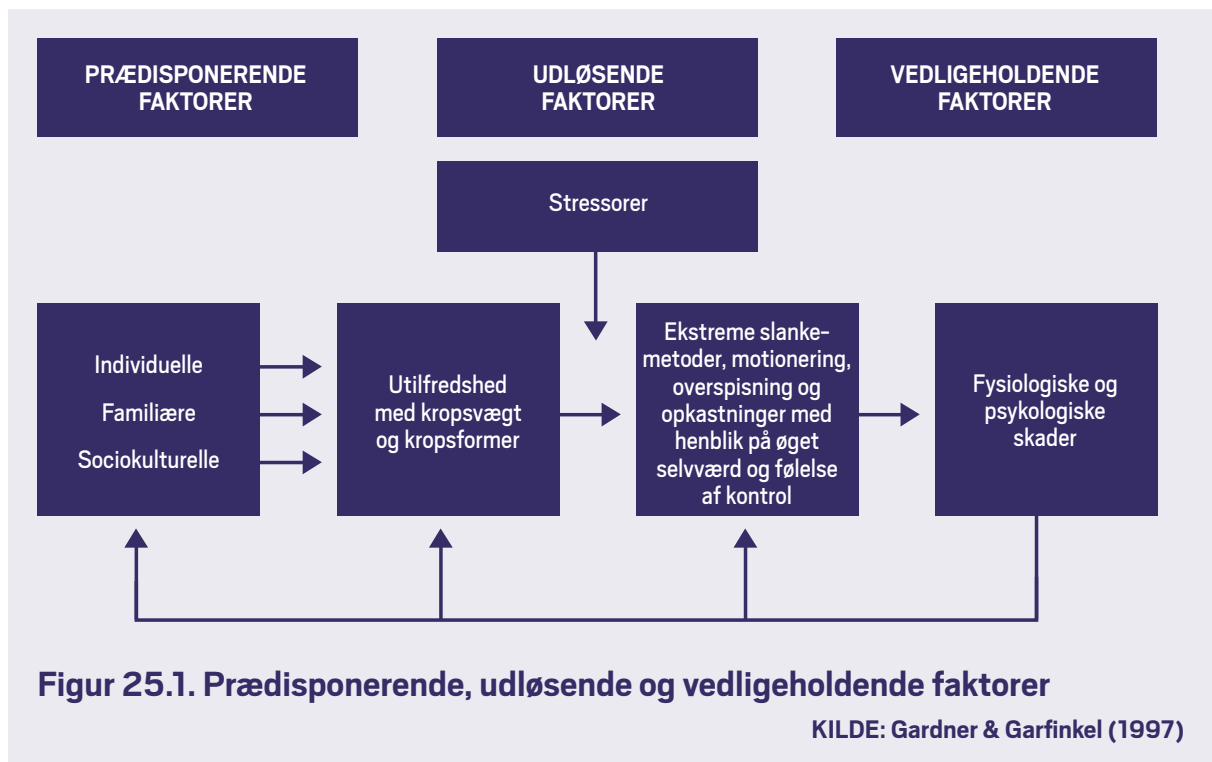 PRÆDISPONERENDE
FAKTORER
UDLØSENDE
FAKTORER
VEDLIGEHOLDENDE
FAKTORER
Stressorer
Individuelle
Familiære
Sociokulturelle
Utilfredshed
med kropsvægt
og kropsformer
Ekstreme slanke-
metoder, motionering,
overspisning og
opkastninger med
henblik på øget
selvværd og følelse
af kontrol
Fysiologiske og
psykologiske
skader
Figur 25.1. Prædisponerende, udløsende og vedligeholdende faktorer
KILDE: Gardner & Garfinkel (1997)